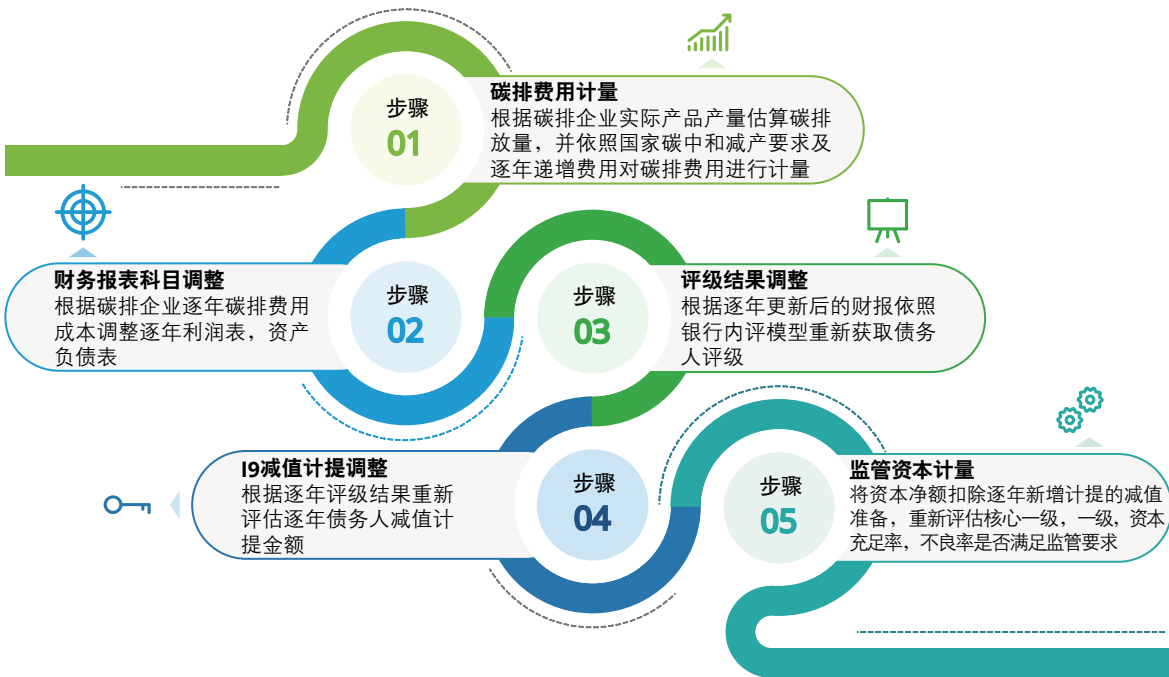 步骤
01
碳排费用计量
根据碳排企业实际产品产量估算碳排
放量，并依照国家碳中和减产要求及
逐年递增费用对碳排费用进行计量
财务报表科目调整
根据碳排企业逐年碳排费用
成本调整逐年利润表，资产
负债表
步骤
02
步骤
03
评级结果调整
根据逐年更新后的财报依照
银行内评模型重新获取债务
人评级
I9减值计提调整
根据逐年评级结果重新
评估逐年债务人减值计
提金额
步骤
04
步骤
05
监管资本计量
将资本净额扣除逐年新增计提的减值
准备，重新评估核心一级，一级，资本
充足率，不良率是否满足监管要求